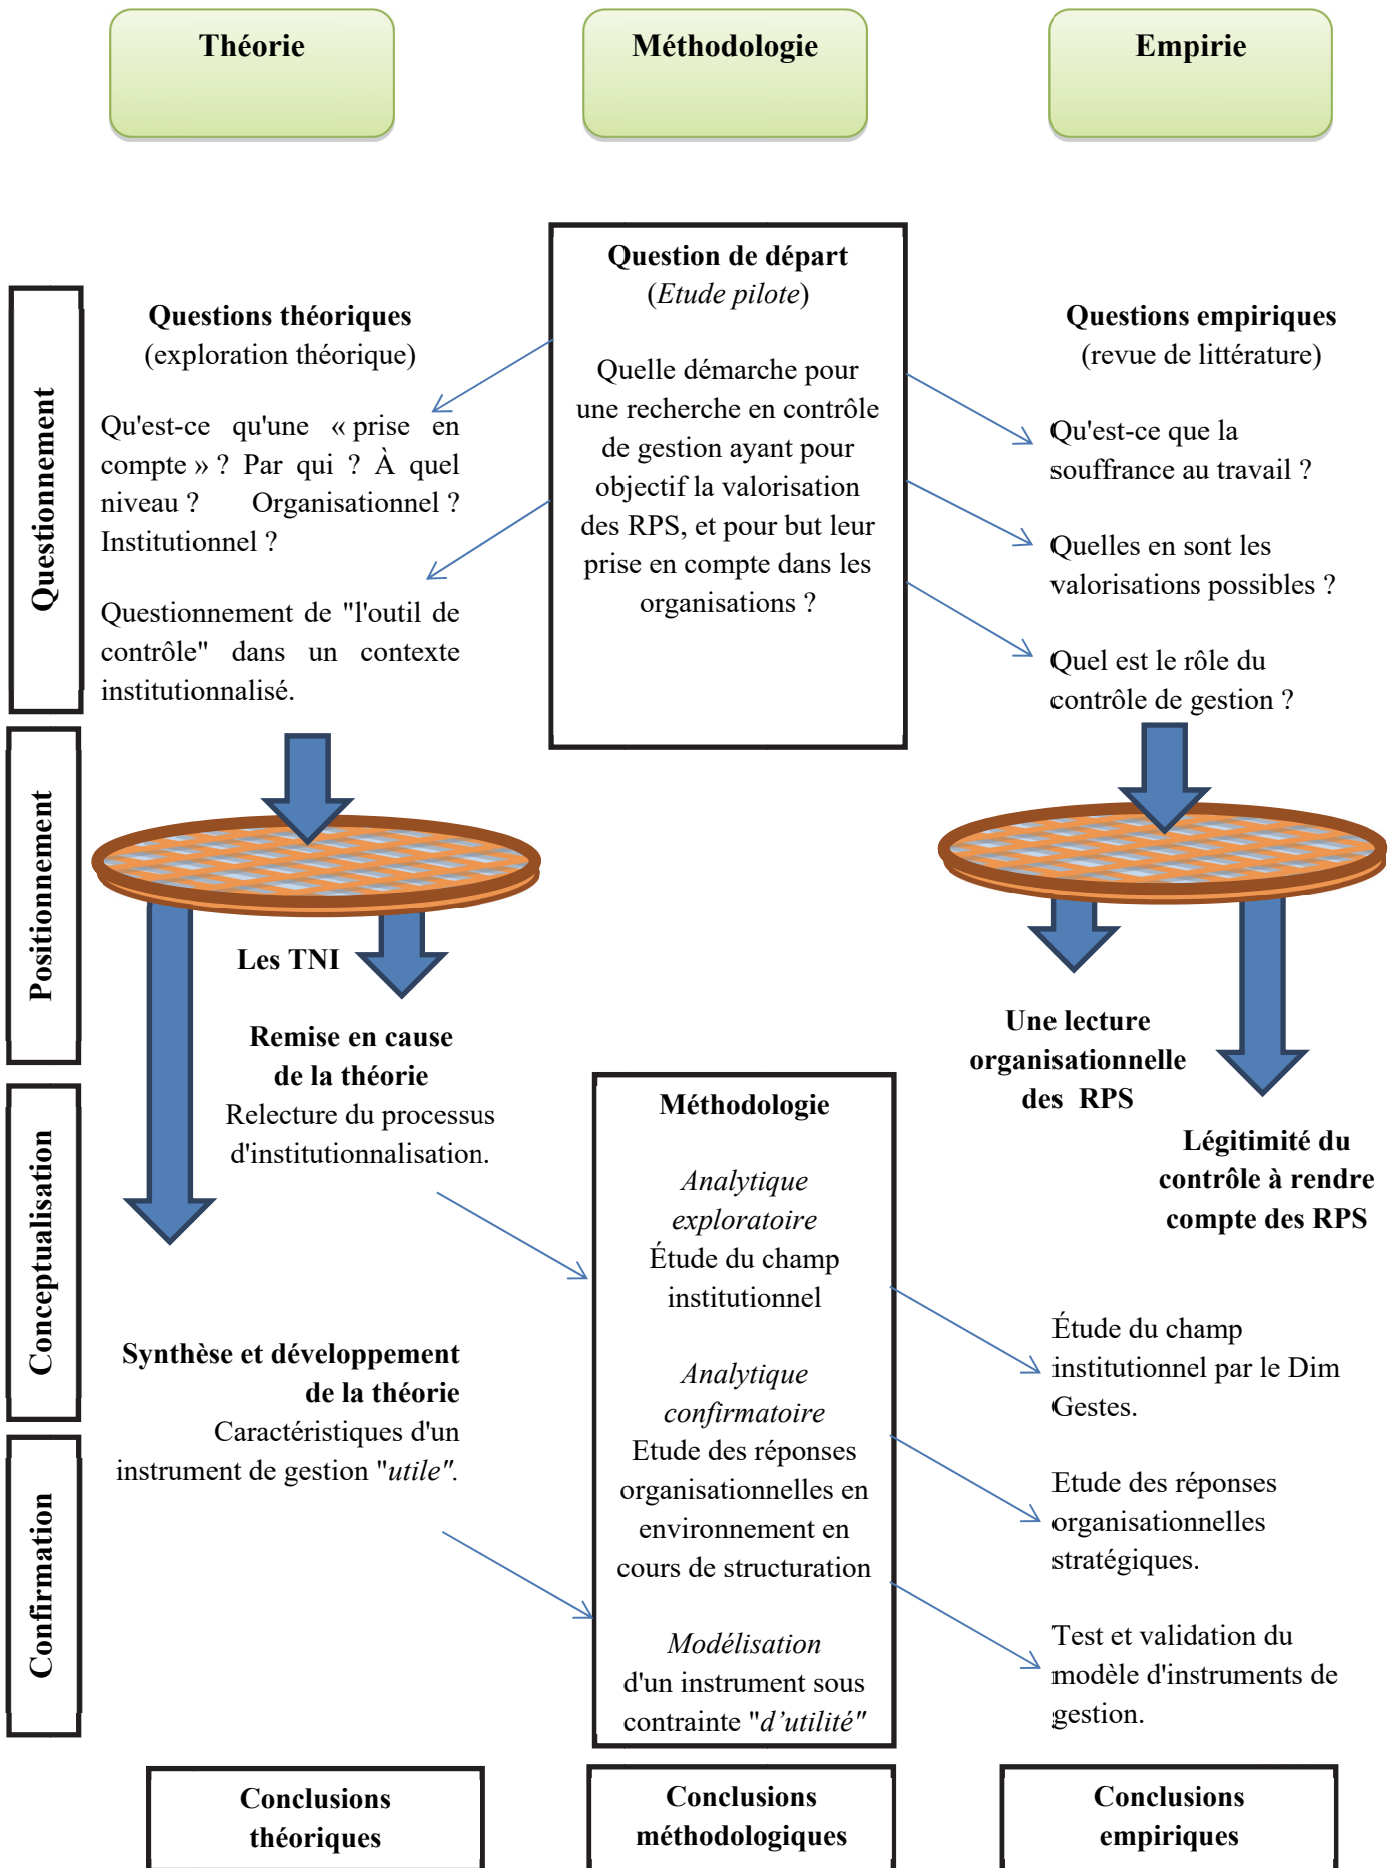 Théorie
Méthodologie
Empirie
Question de départ
(Etude pilote)
Quelle démarche pour
une recherche en contrôle
de gestion ayant pour
objectif la valorisation
des RPS, et pour but leur
prise en compte dans les
organisations ?
Questionnement
Questions théoriques
(exploration théorique)
Qu'est-ce qu'une « prise en
compte » ? Par qui ? À quel
niveau ? Organisationnel ?
Institutionnel ?
Questionnement de "l'outil de
contrôle" dans un contexte
institutionnalisé.
Questions empiriques
(revue de littérature)
Qu'est-ce que la
souffrance au travail ?
Quelles en sont les
valorisations possibles ?
Quel est le rôle du
contrôle de gestion ?
Positionnement
Les TNI
Remise en cause
de la théorie
Relecture du processus
d'institutionnalisation.
Une lecture
organisationnelle
des RPS
Légitimité du
contrôle à rendre
compte des RPS
Conceptualisation
Synthèse et développement
de la théorie
Caractéristiques d'un
instrument de gestion "utile".
Méthodologie
Analytique
exploratoire
Étude du champ
institutionnel
Analytique
confirmatoire
Etude des réponses
organisationnelles en
environnement en
cours de structuration
Modélisation
d'un instrument sous
contrainte "d’utilité"
Étude du champ
institutionnel par le Dim
Gestes.
Etude des réponses
organisationnelles
stratégiques.
Test et validation du
modèle d'instruments de
gestion.
Confirmation
Conclusions
théoriques
Conclusions
méthodologiques
Conclusions
empiriques